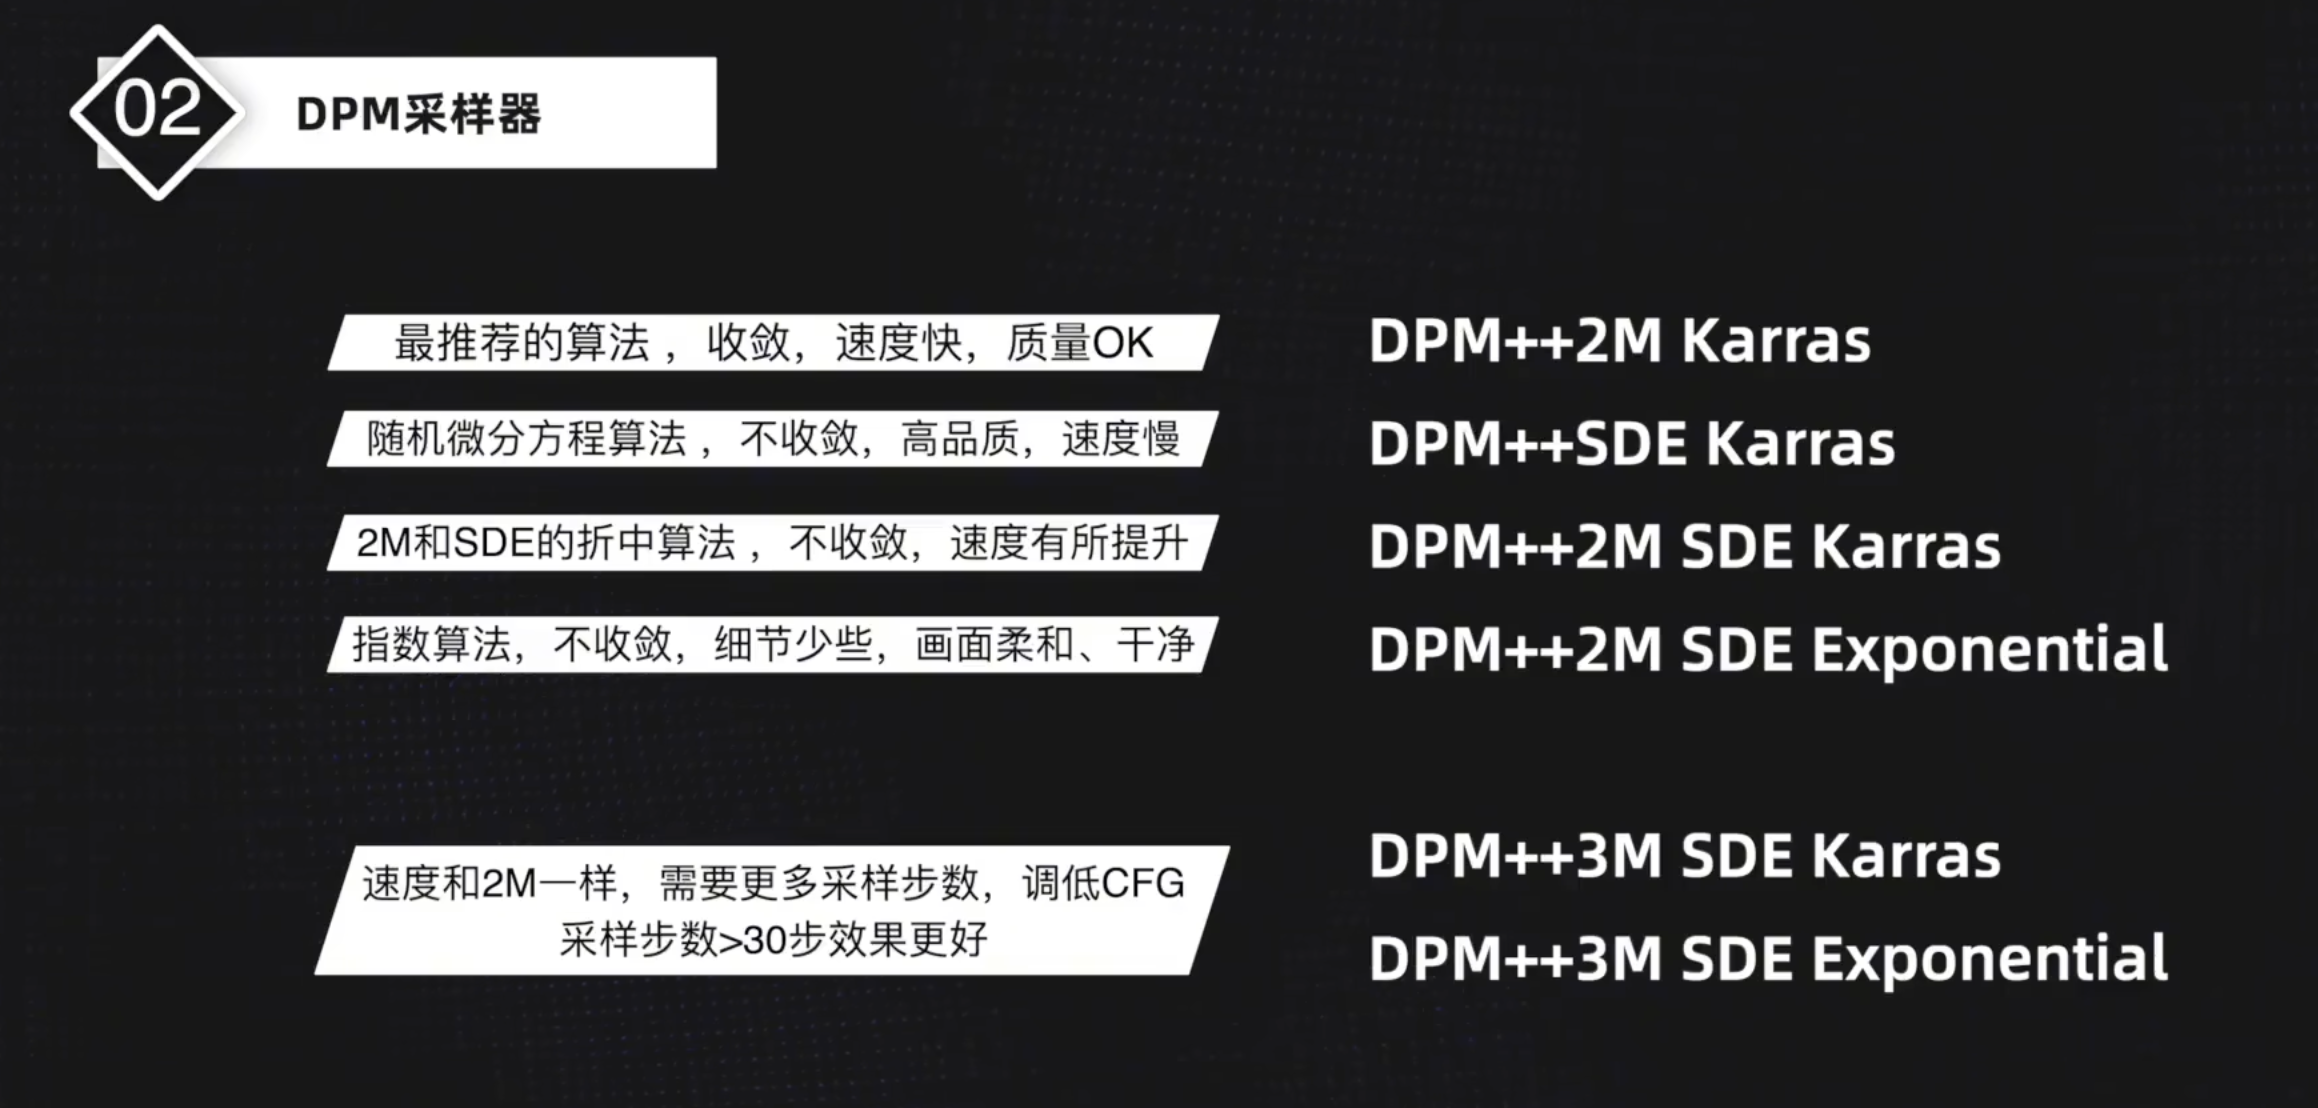 02
DPM采样器
最推荐的算法，收敛，速度快，质量OK
DPM++2M Karras
随机微分方程算法，不收敛，高品质，速度慢
DPM++SDE Karras
2M和SDE的折中算法，不收敛，速度有所提升
DPM++2M SDE Karras
指数算法，不收敛，细节少些，画面柔和、干净
DPM++2M SDE Exponential
速度和2M一样，需要更多采样步数，调低CFG
采样步数>30步效果更好
DPM++3M SDE Karras
DPM++3M SDE Exponential